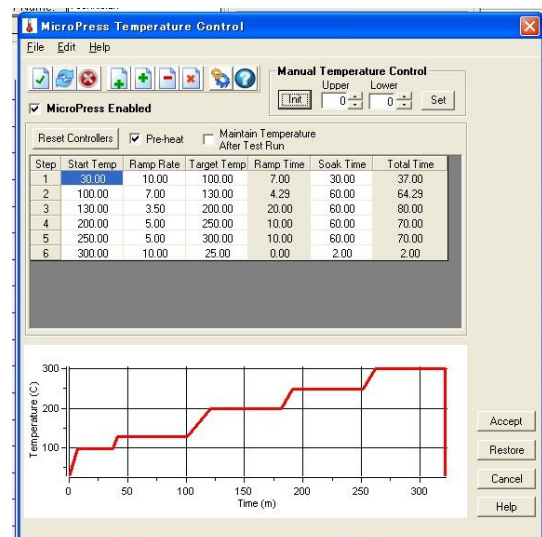 MicroPress Temperature Control
File Edit Help
Manual Temperature Control
Upper Lower
Init 0 0 Set
MicroPress Enabled
Reset Controllers Pre-heat Maintain Temperature After Test Run
Step Start Temp Ramp Rate Target Temp Ramp Time Soak Time Total Time
1 30.00 10.00 100.00 7.00 30.00 37.00
2 100.00 7.00 130.00 4.29 60.00 64.29
3 130.00 3.50 200.00 20.00 60.00 80.00
4 200.00 5.00 250.00 10.00 60.00 70.00
5 250.00 5.00 300.00 10.00 60.00 70.00
6 300.00 10.00 25.00 0.00 2.00 2.00
Temperature (C)
300
200
100
0 50 100 150 200 250 300
Time (m)
Accept
Restore
Cancel
Help